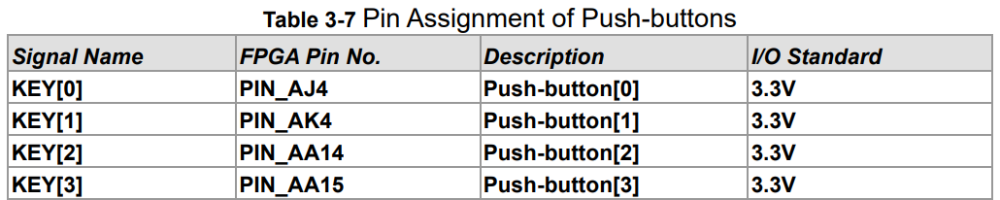 Table 3-7 Pin Assignment of Push-buttons
Signal Name FPGA Pin No. Description I/O Standard
KEY[0] PIN_AJ4 Push-button[0] 3.3V
KEY[1] PIN_AK4 Push-button[1] 3.3V
KEY[2] PIN_AA14 Push-button[2] 3.3V
KEY[3] PIN_AA15 Push-button[3] 3.3V